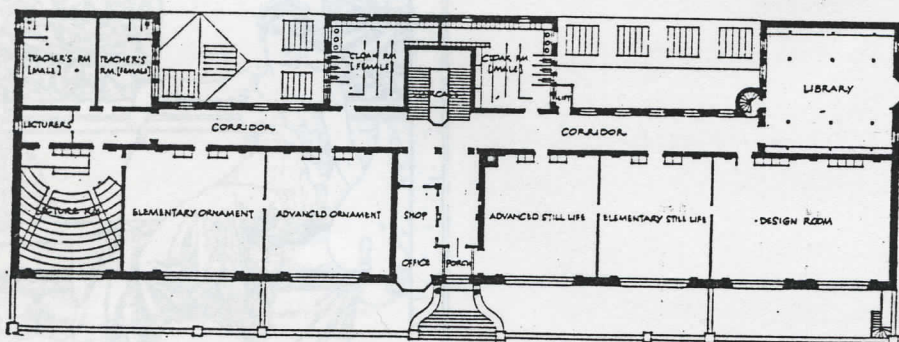 TEACHER'S RM
[MALE]
TEACHER'S
RM. [FEMALE]
CLOAK RM
[FEMALE]
STAIRCASE
CLOAK RM
[MALE]
LIFT
LIBRARY
LECTURERS
CORRIDOR
CORRIDOR
LECTURE RM
ELEMENTARY ORNAMENT
ADVANCED ORNAMENT
SHOP
ADVANCED STILL LIFE
ELEMENTARY STILL LIFE
DESIGN ROOM
OFFICE
PORCH